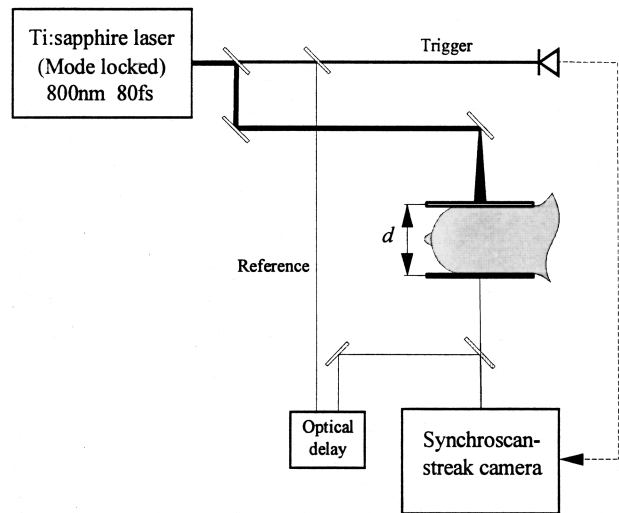 Ti:sapphire laser
(Mode locked)
800nm 80fs
Trigger
d
Reference
Optical
delay
Synchroscan-
streak camera